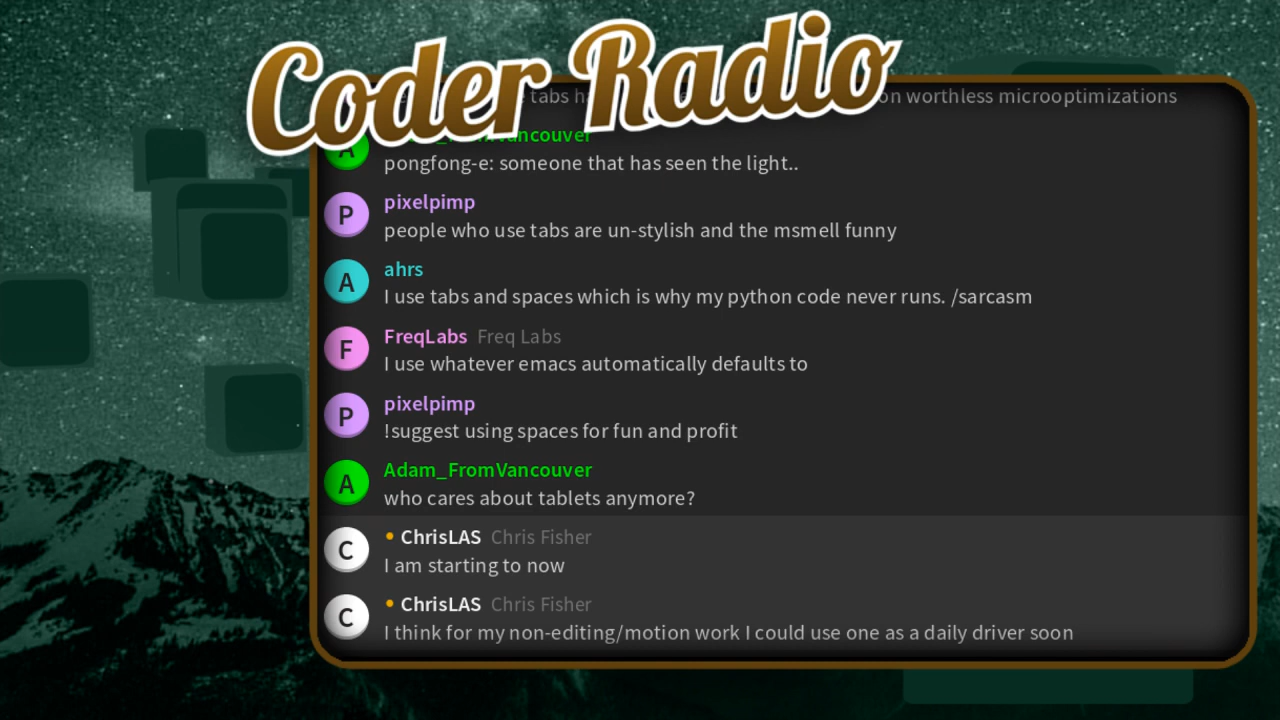 Coder Radio
tabs on worthless microoptimizations
pongfong-e: someone that has seen the light..
P pixelpimp
people who use tabs are un-stylish and the msmell funny
A ahrs
I use tabs and spaces which is why my python code never runs. /sarcasm
F FreqLabs Freq Labs
I use whatever emacs automatically defaults to
P pixelpimp
!suggest using spaces for fun and profit
A Adam_FromVancouver
who cares about tablets anymore?
C • ChrisLAS Chris Fisher
I am starting to now
C • ChrisLAS Chris Fisher
I think for my non-editing/motion work I could use one as a daily driver soon